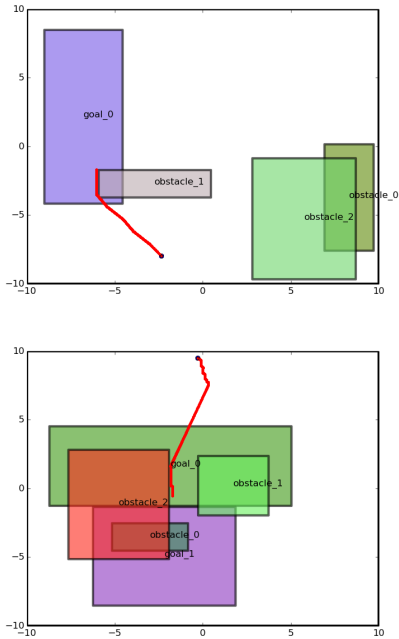 10
5
goal_0
0
obstacle_1
obstacle_0
obstacle_2
−5
−10
−10 −5 0 5 10
10
5
goal_0
obstacle_1
0
obstacle_2
obstacle_0
goal_1
−5
−10
−10 −5 0 5 10